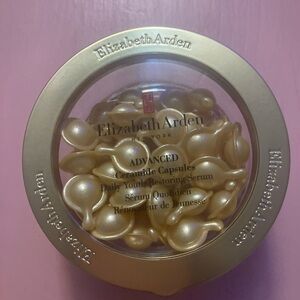 Elizabeth Arden
Elizabeth Arden
NEW YORK
ADVANCED
Ceramide Capsules
Daily Youth Restoring Serum
Sérum Quotidien
Rénovateur de Jeunesse
Elizabeth Arden
Elizabeth Arden